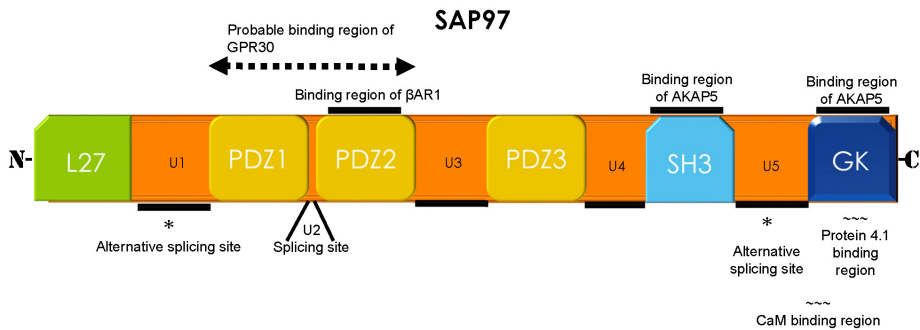 SAP97
Probable binding region of
GPR30
Binding region of βAR1
Binding region
of AKAP5
Binding region
of AKAP5
N-
L27
U1
PDZ1
PDZ2
U3
PDZ3
U4
SH3
U5
GK
-C
*
Alternative splicing site
U2
Splicing site
*
Alternative
splicing site
~~~
Protein 4.1
binding
region
~~~
CaM binding region